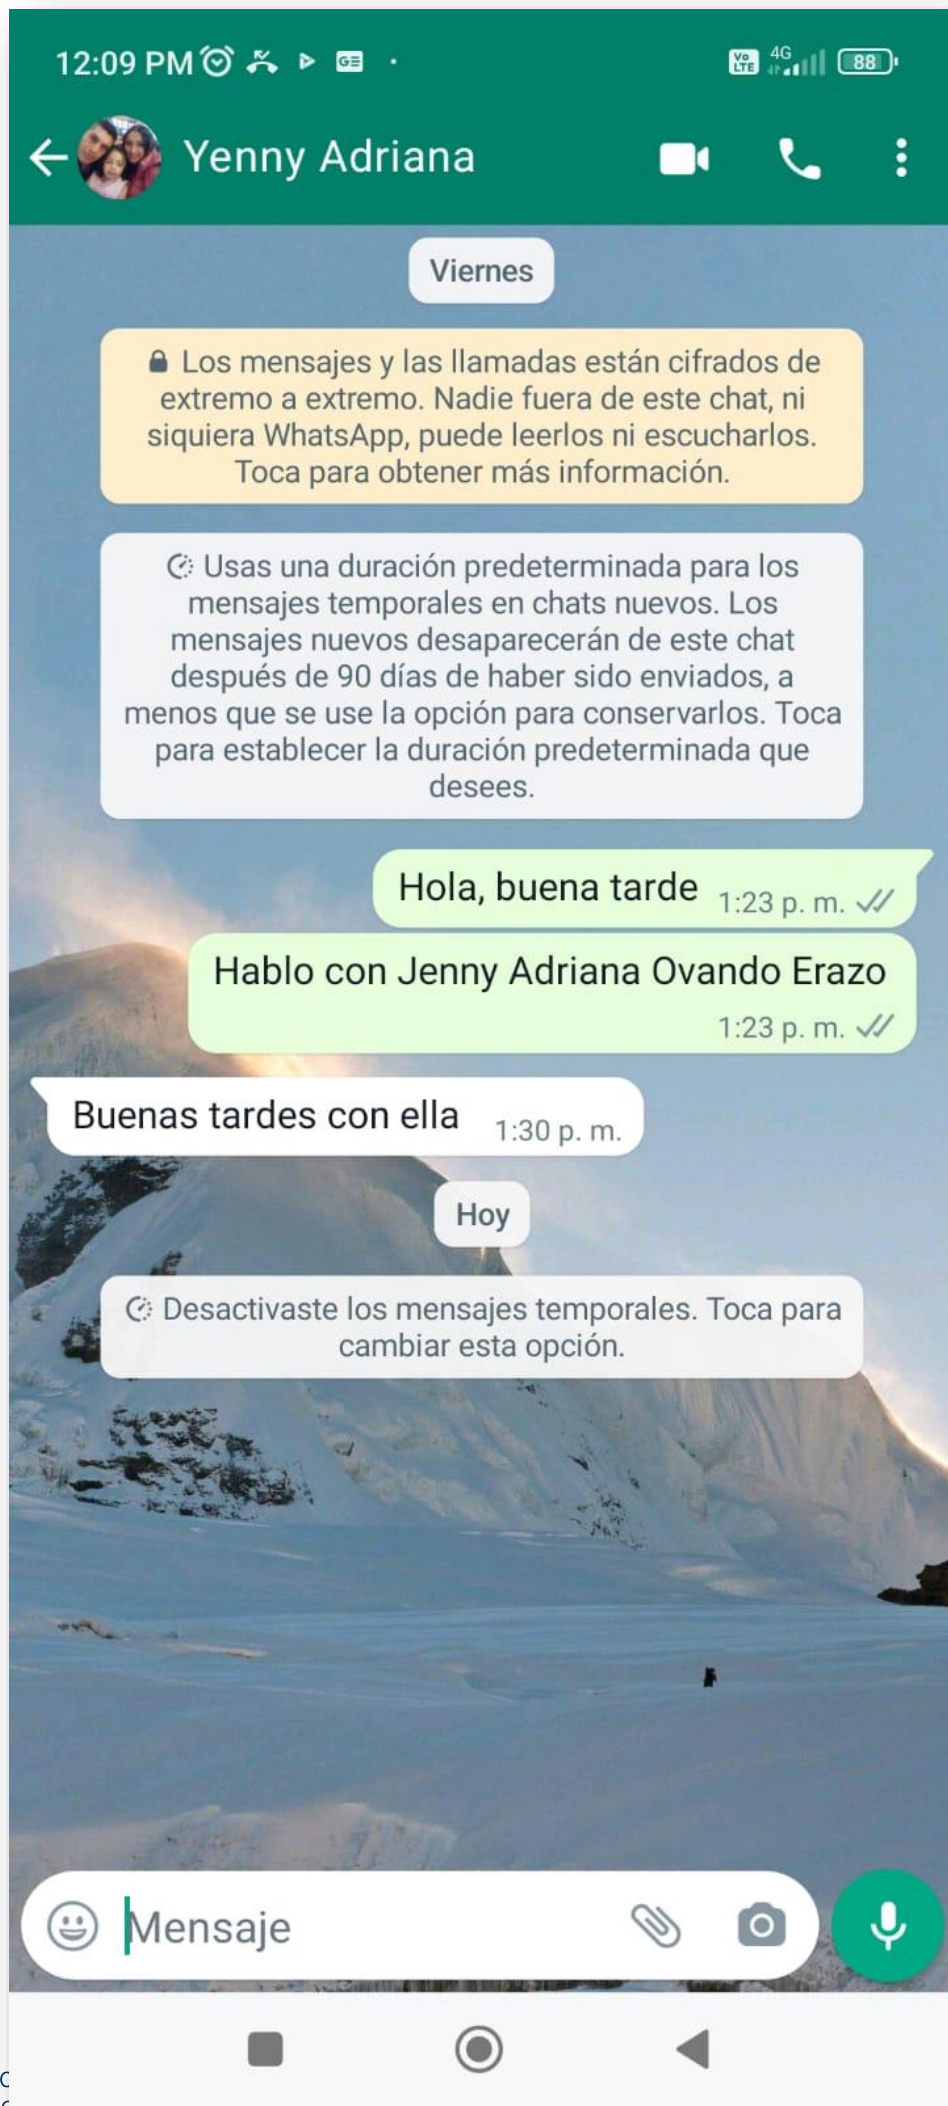 12:09 PM
Vo
LTE
4G
88
Yenny Adriana
Viernes
Los mensajes y las llamadas están cifrados de
extremo a extremo. Nadie fuera de este chat, ni
siquiera WhatsApp, puede leerlos ni escucharlos.
Toca para obtener más información.
Usas una duración predeterminada para los
mensajes temporales en chats nuevos. Los
mensajes nuevos desaparecerán de este chat
después de 90 días de haber sido enviados, a
menos que se use la opción para conservarlos. Toca
para establecer la duración predeterminada que
desees.
Hola, buena tarde 1:23 p. m.
Hablo con Jenny Adriana Ovando Erazo
1:23 p. m.
Buenas tardes con ella 1:30 p. m.
Hoy
Desactivaste los mensajes temporales. Toca para
cambiar esta opción.
Mensaje